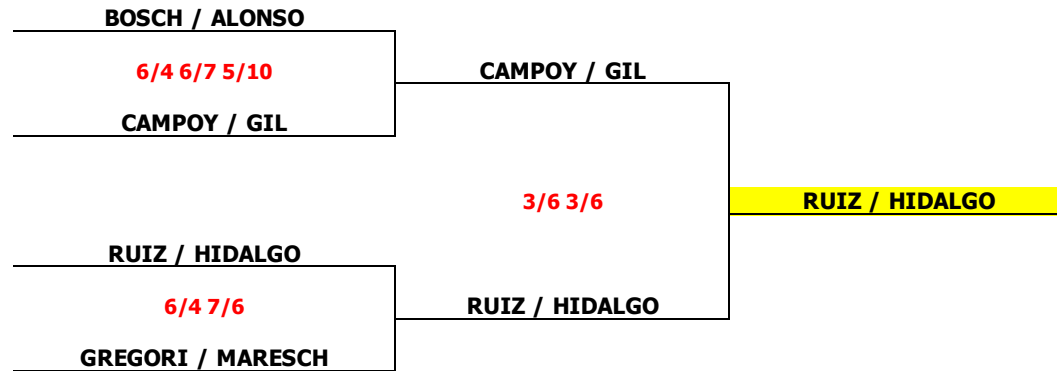 BOSCH / ALONSO
6/4 6/7 5/10
CAMPOY / GIL
CAMPOY / GIL
3/6 3/6
RUIZ / HIDALGO
RUIZ / HIDALGO
6/4 7/6
RUIZ / HIDALGO
GREGORI / MARESCH